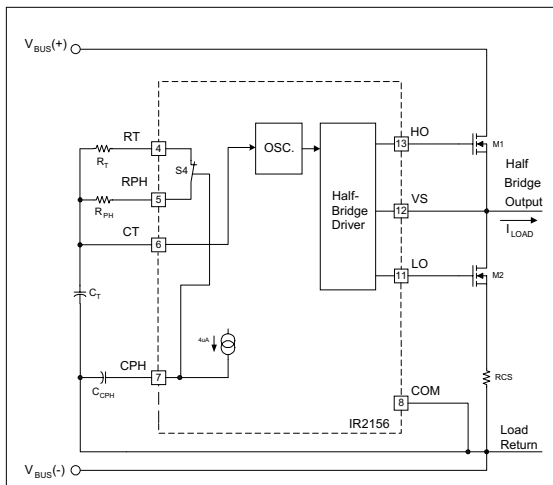 V_BUS(+)
RT
4
R_T
S4
OSC.
13
HO
M1
RPH
5
R_PH
Half-
Bridge
Driver
12
VS
Half
Bridge
Output
I_LOAD
CT
6
11
LO
M2
C_T
4uA
CPH
7
C_CPH
RCS
8
COM
IR2156
Load
Return
V_BUS(-)